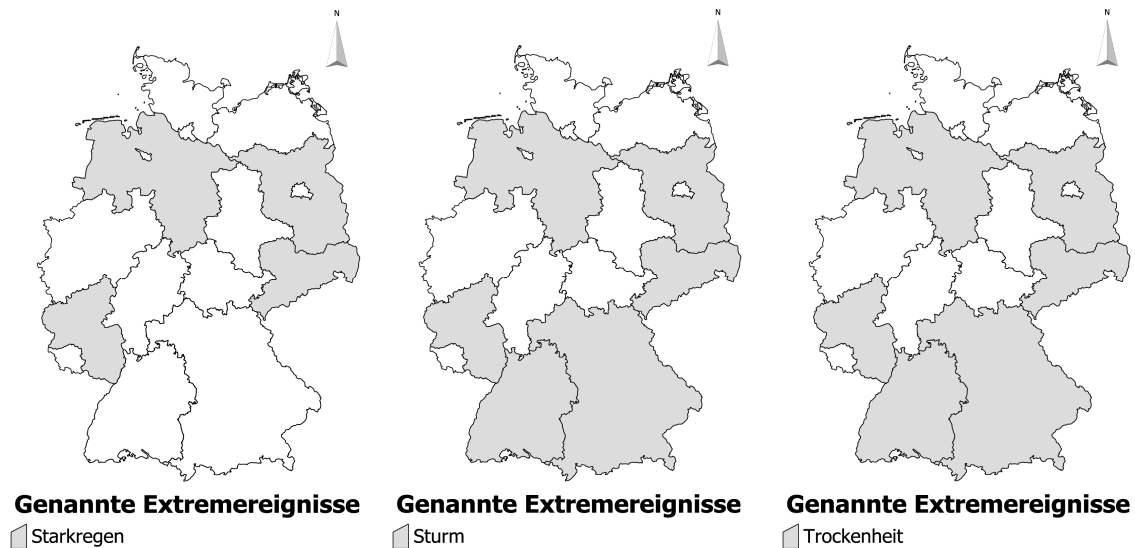 N
N
N
Genannte Extremereignisse
Starkregen
Genannte Extremereignisse
Sturm
Genannte Extremereignisse
Trockenheit